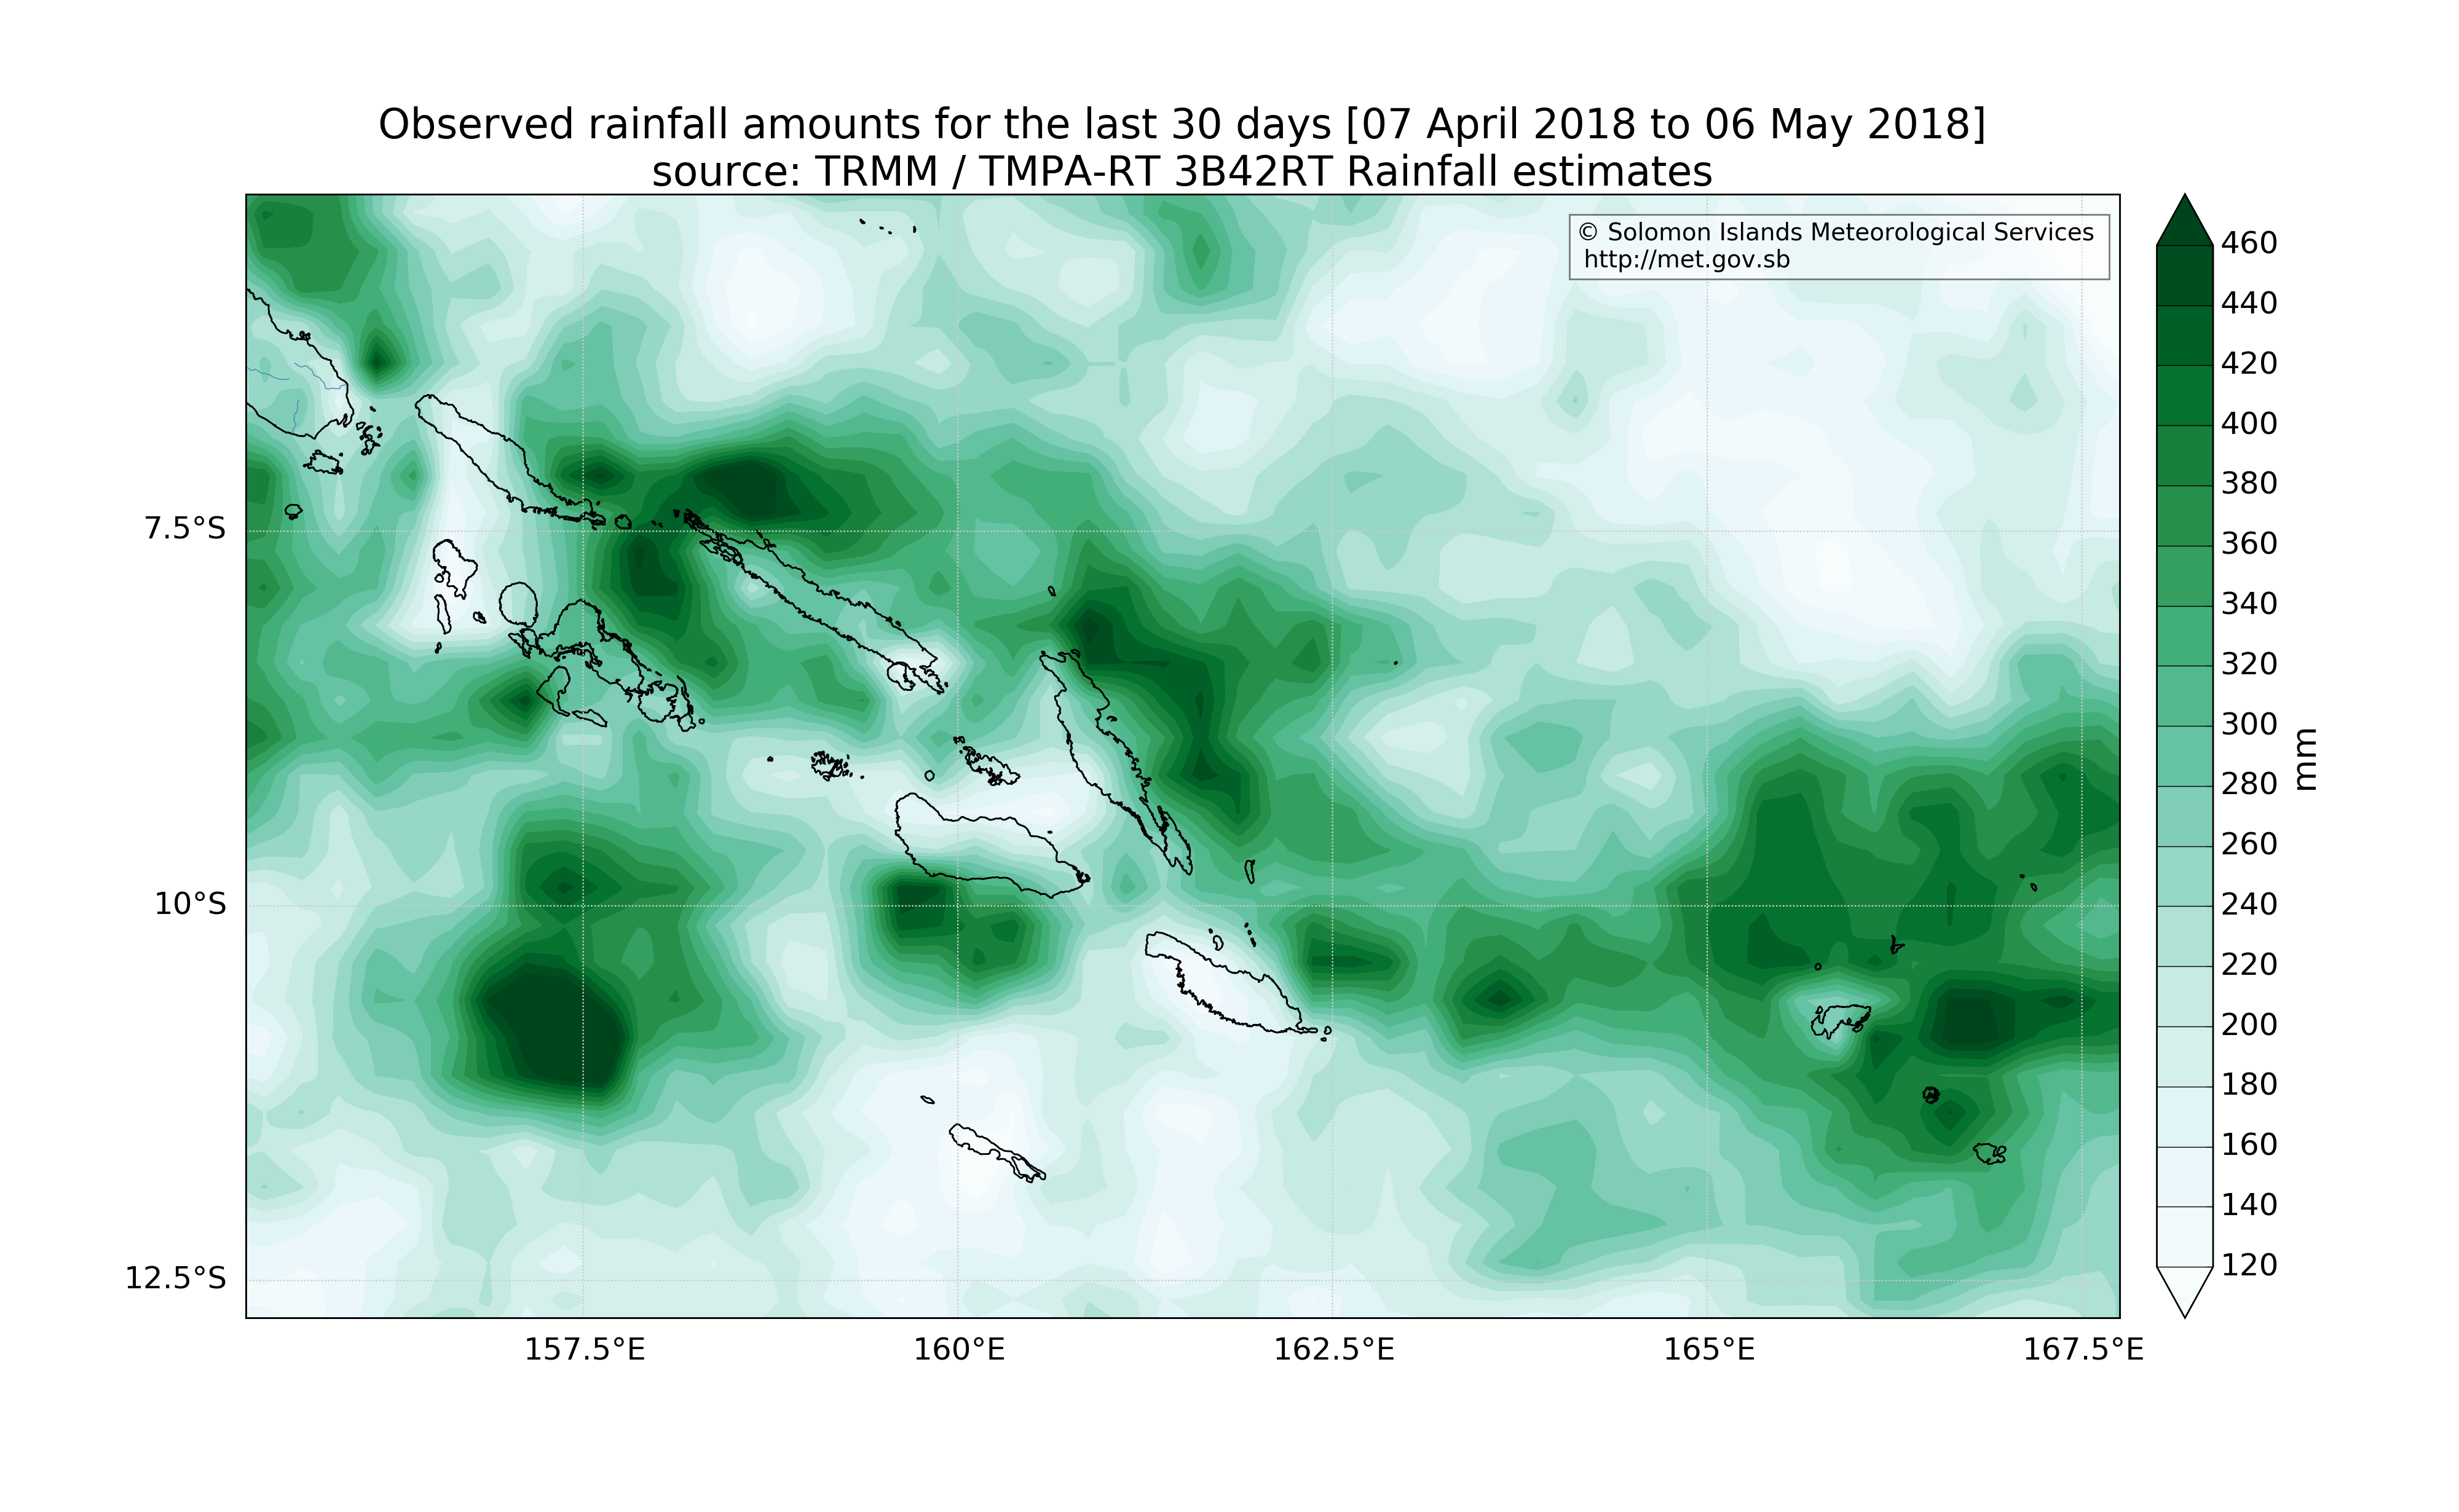 Observed rainfall amounts for the last 30 days [07 April 2018 to 06 May 2018]
source: TRMM / TMPA-RT 3B42RT Rainfall estimates
© Solomon Islands Meteorological Services
http://met.gov.sb
7.5°S
10°S
12.5°S
157.5°E
160°E
162.5°E
165°E
167.5°E
460
440
420
400
380
360
340
320
300
280
260
240
220
200
180
160
140
120
mm